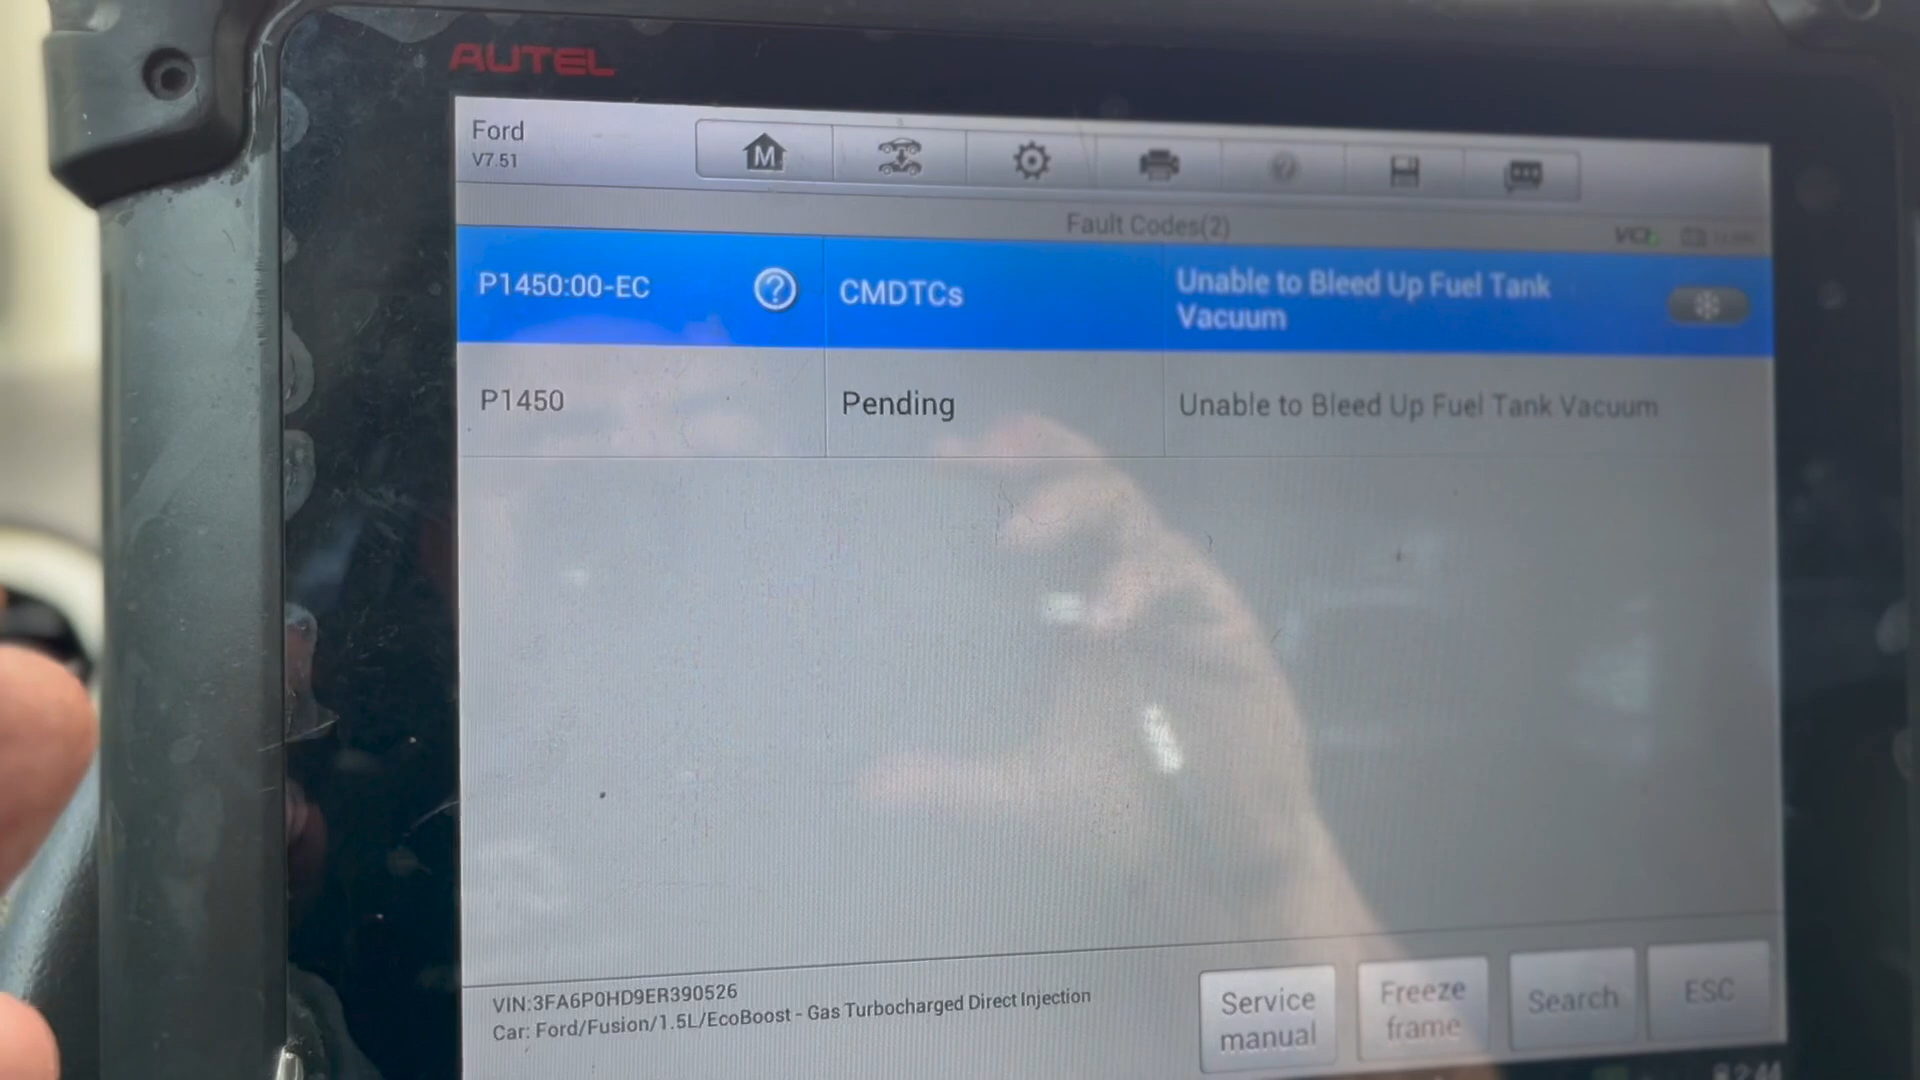 AUTEL
Ford
V7.51
M
Fault Codes(2)
VCI
P1450:00-EC
?
CMDTCs
Unable to Bleed Up Fuel Tank
Vacuum
P1450
Pending
Unable to Bleed Up Fuel Tank Vacuum
VIN:3FA6P0HD9ER390526
Car: Ford/Fusion/1.5L/EcoBoost - Gas Turbocharged Direct Injection
Service
manual
Freeze
frame
Search
ESC